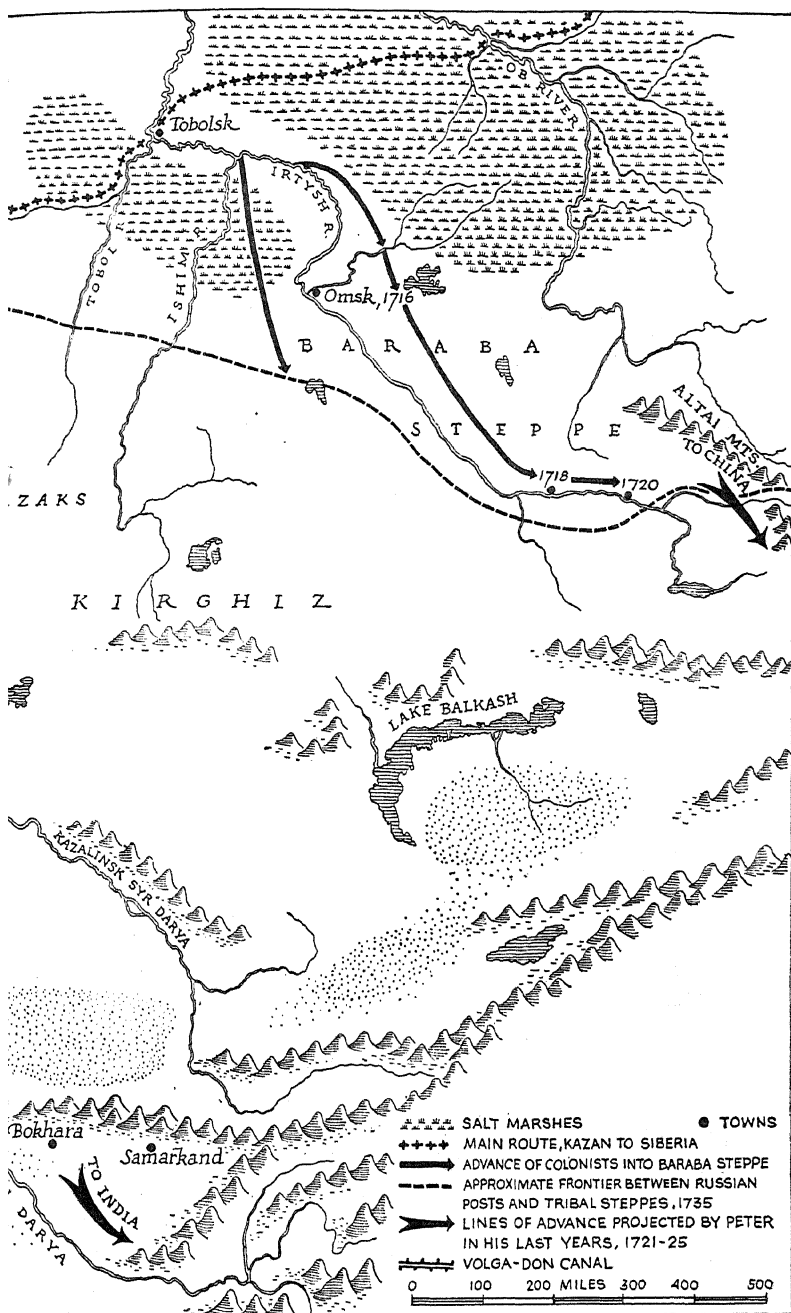 OB RIVER
Tobolsk
IRTYSH R.
TOBOL R.
ISHIM R.
Omsk, 1716
BARABA
STEPPE
ALTAI MTS.
TO CHINA
1718
1720
ZAKS
KIRGHIZ
LAKE BALKASH
KAZALINSK SYR DARYA
Bokhara
Samarkand
TO INDIA
DARYA
SALT MARSHES
TOWNS
MAIN ROUTE, KAZAN TO SIBERIA
ADVANCE OF COLONISTS INTO BARABA STEPPE
APPROXIMATE FRONTIER BETWEEN RUSSIAN
POSTS AND TRIBAL STEPPES, 1735
LINES OF ADVANCE PROJECTED BY PETER
IN HIS LAST YEARS, 1721-25
VOLGA-DON CANAL
0 100 200 MILES 300 400 500